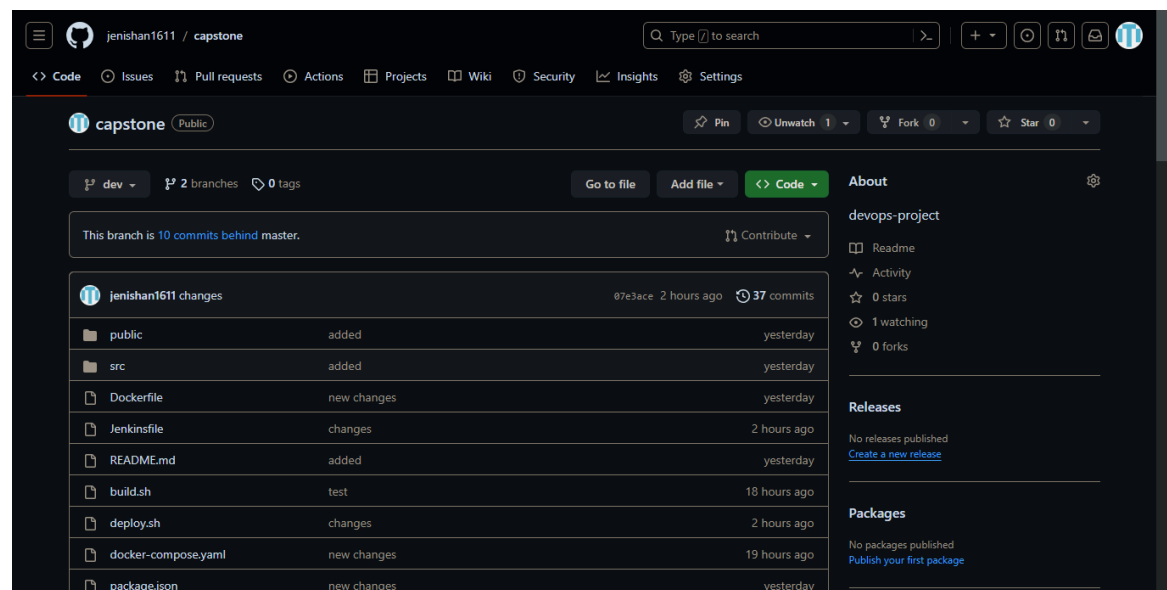 jenishan1611 / capstone
Type / to search
Code Issues Pull requests Actions Projects Wiki Security Insights Settings
capstone Public
Pin Unwatch 1 Fork 0 Star 0
dev 2 branches 0 tags Go to file Add file Code
This branch is 10 commits behind master. Contribute
jenishan1611 changes 07e3ace 2 hours ago 37 commits
public added yesterday
src added yesterday
Dockerfile new changes yesterday
Jenkinsfile changes 2 hours ago
README.md added yesterday
build.sh test 18 hours ago
deploy.sh changes 2 hours ago
docker-compose.yaml new changes 19 hours ago
package.json new changes yesterday
About
devops-project
Readme
Activity
0 stars
1 watching
0 forks
Releases
No releases published
Create a new release
Packages
No packages published
Publish your first package